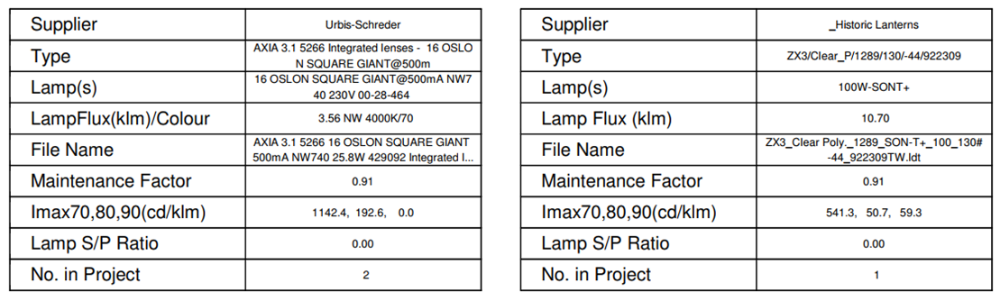 Supplier
Urbis-Schreder
Type
AXIA 3.1 5266 Integrated lenses - 16 OSLO
N SQUARE GIANT@500m
Lamp(s)
16 OSLON SQUARE GIANT@500mA NW7
40 230V 00-28-464
LampFlux(klm)/Colour
3.56 NW 4000K/70
File Name
AXIA 3.1 5266 16 OSLON SQUARE GIANT
500mA NW740 25.8W 429092 Integrated l...
Maintenance Factor
0.91
Imax70,80,90(cd/klm)
1142.4, 192.6, 0.0
Lamp S/P Ratio
0.00
No. in Project
2
Supplier
_Historic Lanterns
Type
ZX3/Clear_P/1289/130/-44/922309
Lamp(s)
100W-SONT+
Lamp Flux (klm)
10.70
File Name
ZX3_Clear Poly._1289_SON-T+_100_130#
-44_922309TW.ldt
Maintenance Factor
0.91
Imax70,80,90(cd/klm)
541.3, 50.7, 59.3
Lamp S/P Ratio
0.00
No. in Project
1